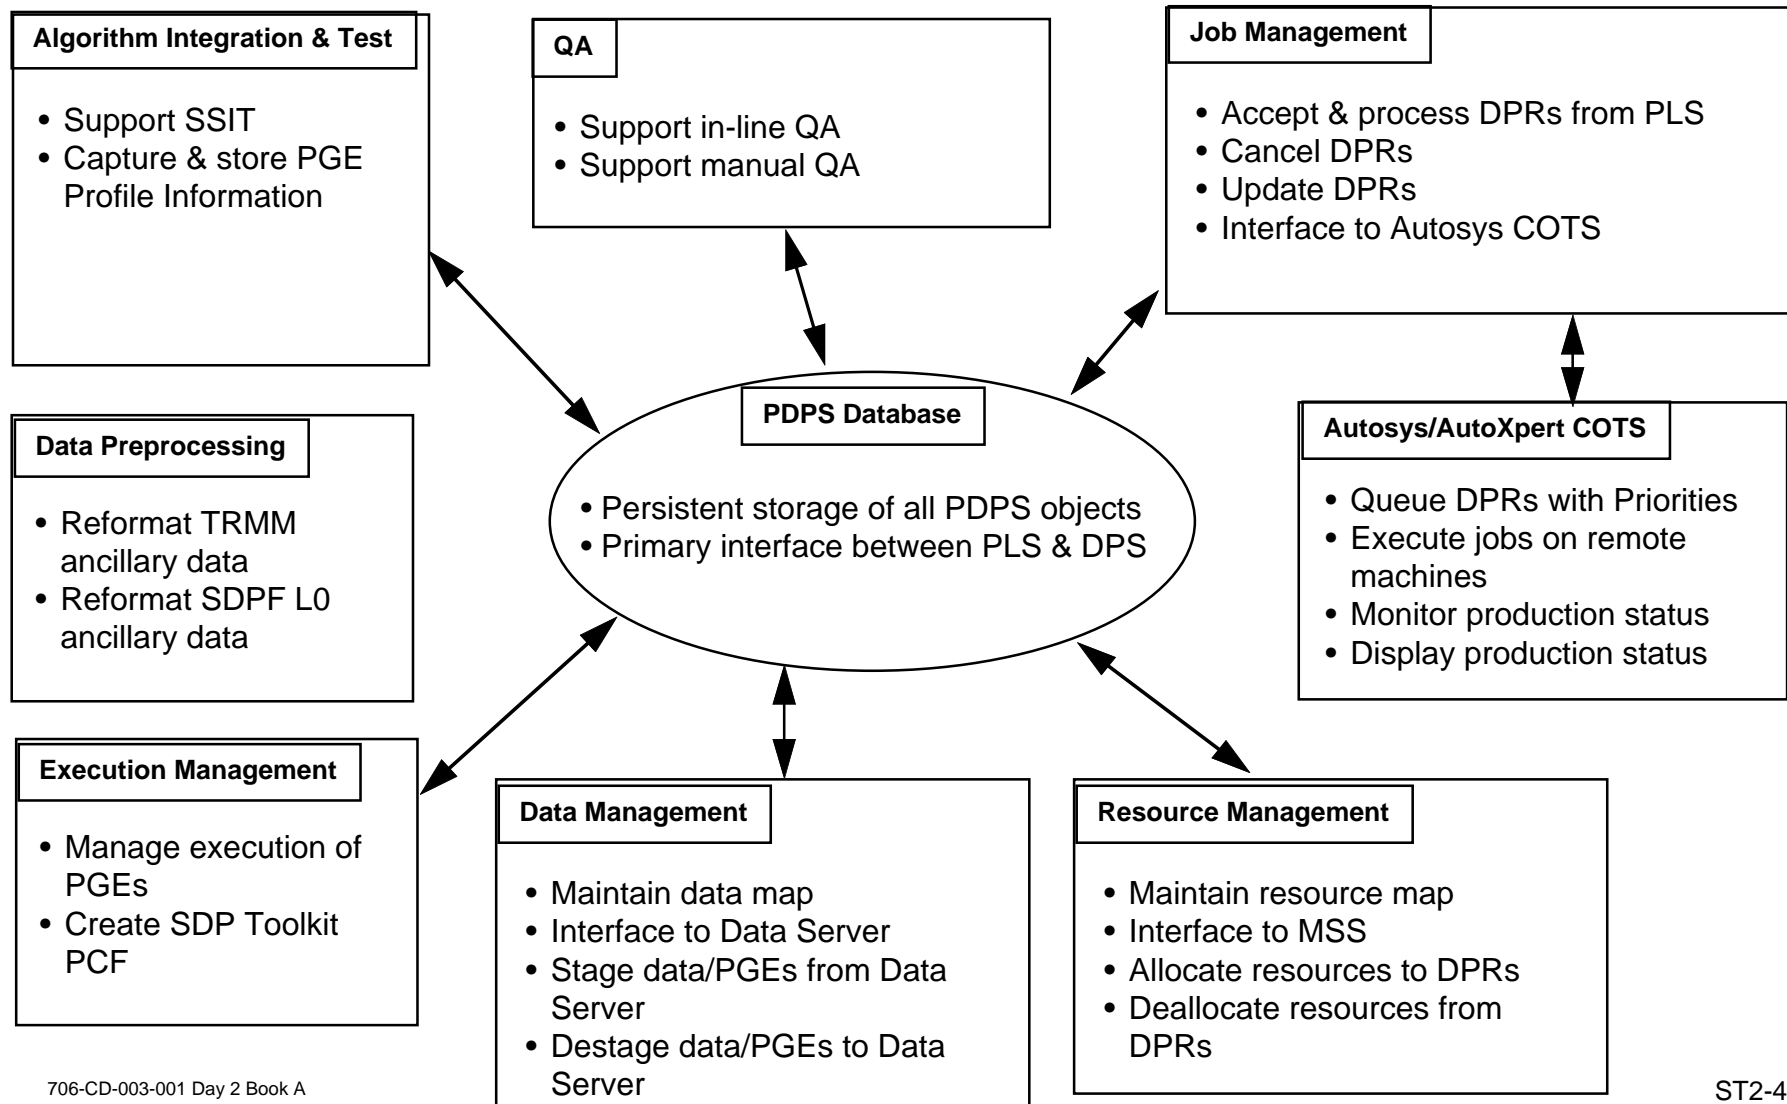 Algorithm Integration & Test
• Support SSIT
• Capture & store PGE
Profile Information
QA
• Support in-line QA
• Support manual QA
Job Management
• Accept & process DPRs from PLS
• Cancel DPRs
• Update DPRs
• Interface to Autosys COTS
PDPS Database
• Persistent storage of all PDPS objects
• Primary interface between PLS & DPS
Data Preprocessing
• Reformat TRMM
ancillary data
• Reformat SDPF L0
ancillary data
Autosys/AutoXpert COTS
• Queue DPRs with Priorities
• Execute jobs on remote
machines
• Monitor production status
• Display production status
Execution Management
• Manage execution of
PGEs
• Create SDP Toolkit
PCF
Data Management
• Maintain data map
• Interface to Data Server
• Stage data/PGEs from Data
Server
• Destage data/PGEs to Data
Server
Resource Management
• Maintain resource map
• Interface to MSS
• Allocate resources to DPRs
• Deallocate resources from
DPRs
706-CD-003-001 Day 2 Book A
ST2-4